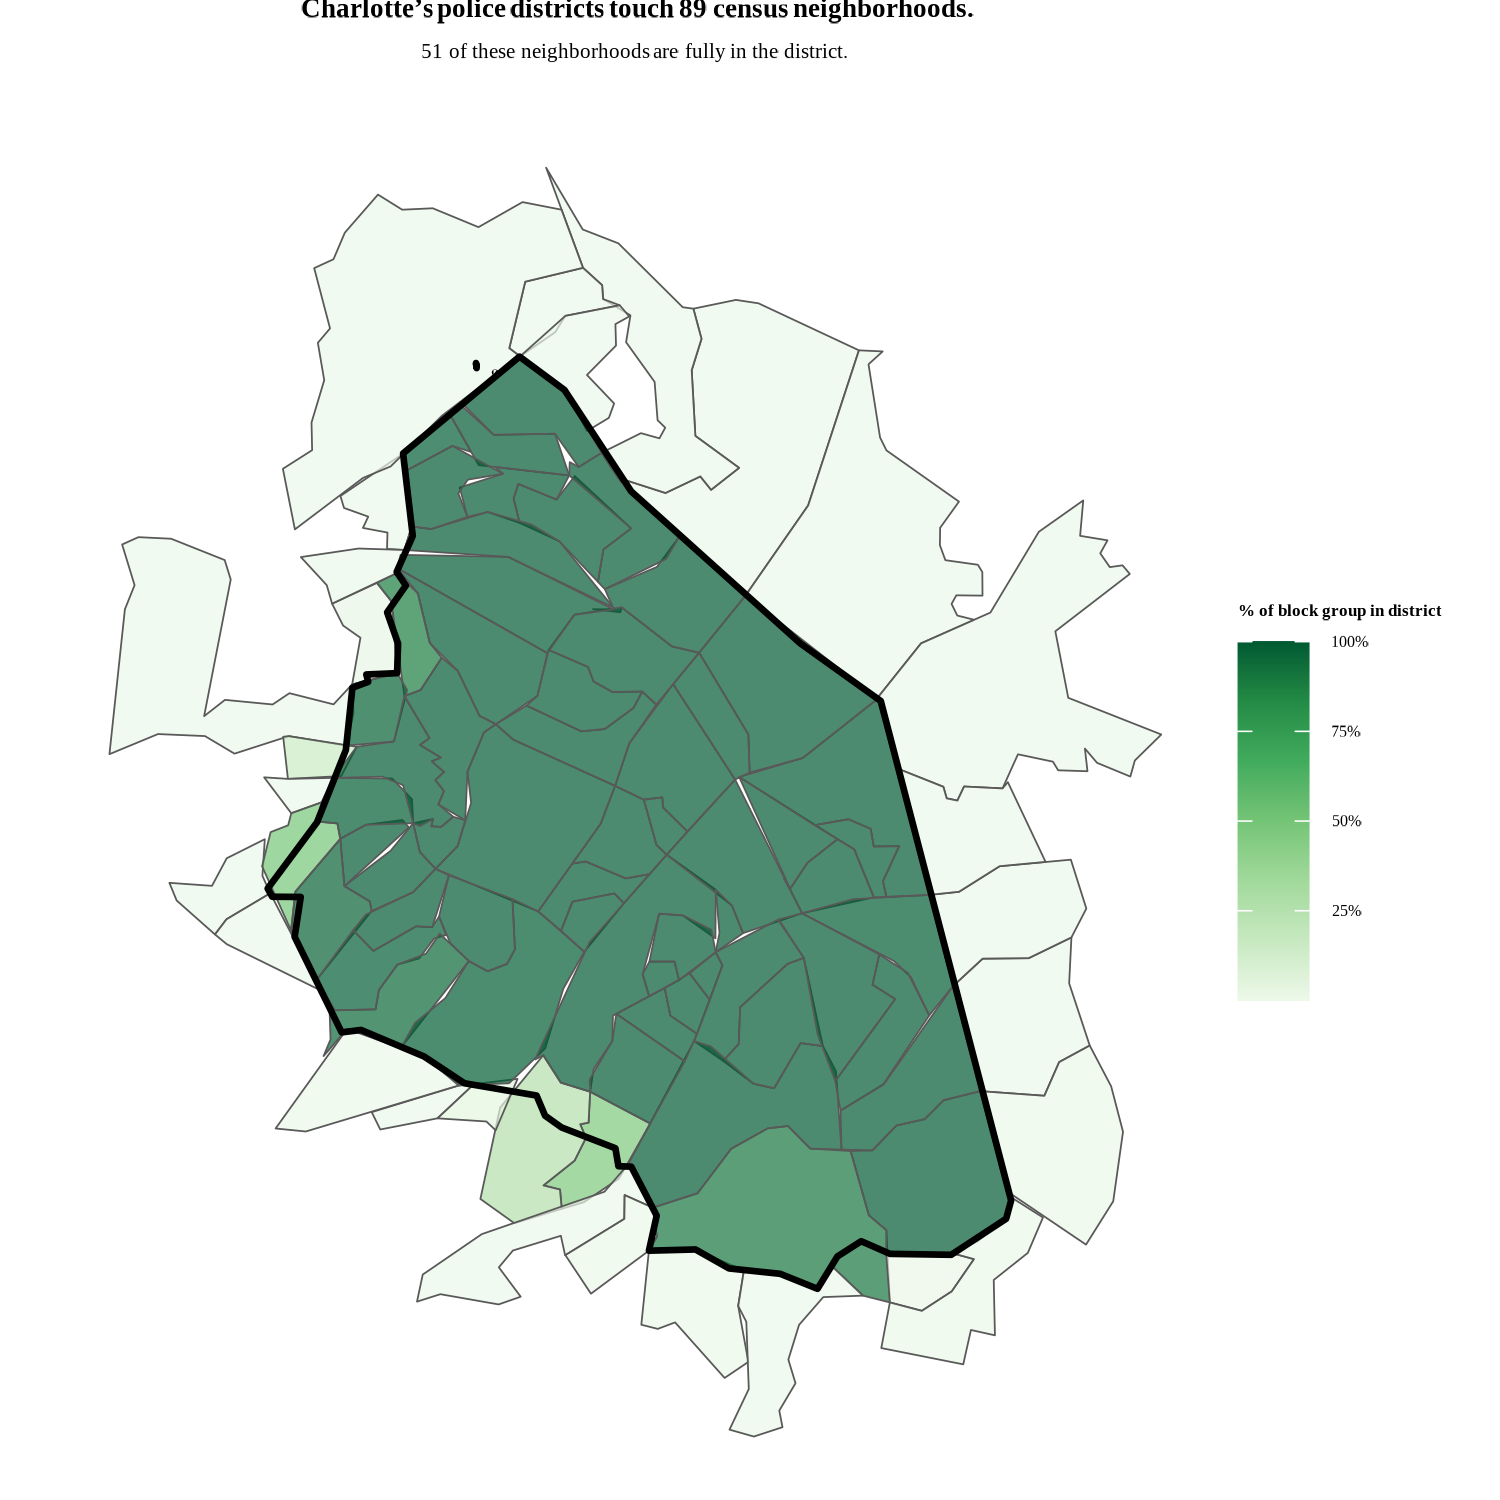 Charlotte’s police districts touch 89 census neighborhoods.
51 of these neighborhoods are fully in the district.
% of block group in district
100%
75%
50%
25%